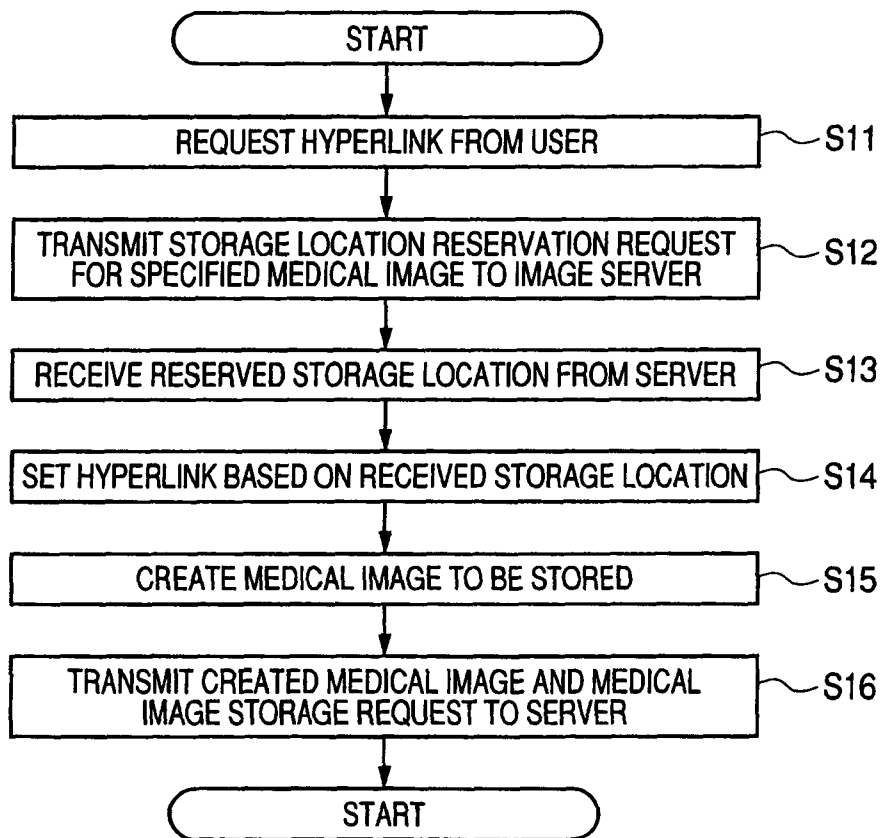 START
REQUEST HYPERLINK FROM USER
S11
TRANSMIT STORAGE LOCATION RESERVATION REQUEST
FOR SPECIFIED MEDICAL IMAGE TO IMAGE SERVER
S12
RECEIVE RESERVED STORAGE LOCATION FROM SERVER
S13
SET HYPERLINK BASED ON RECEIVED STORAGE LOCATION
S14
CREATE MEDICAL IMAGE TO BE STORED
S15
TRANSMIT CREATED MEDICAL IMAGE AND MEDICAL
IMAGE STORAGE REQUEST TO SERVER
S16
START